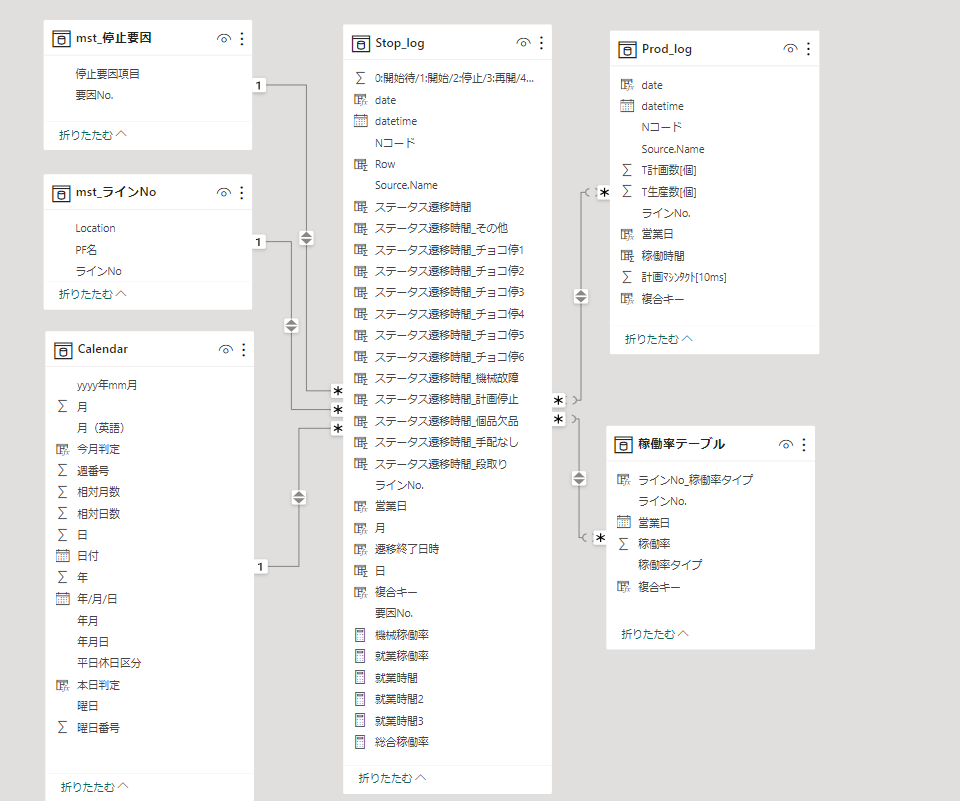 mst_停止要因
停止要因項目
要因No.
折りたたむ
mst_ラインNo
Location
PF名
ラインNo
折りたたむ
Calendar
yyyy年mm月
月
月（英語）
今月判定
週番号
相対月数
相対日数
日
日付
年
年/月/日
年月
年月日
平日休日区分
本日判定
曜日
曜日番号
折りたたむ
1
1
1
Stop_log
0:開始待/1:開始/2:停止/3:再開/4...
date
datetime
Nコード
Row
Source.Name
ステータス遷移時間
ステータス遷移時間_その他
ステータス遷移時間_チョコ停1
ステータス遷移時間_チョコ停2
ステータス遷移時間_チョコ停3
ステータス遷移時間_チョコ停4
ステータス遷移時間_チョコ停5
ステータス遷移時間_チョコ停6
ステータス遷移時間_機械故障
ステータス遷移時間_計画停止
ステータス遷移時間_個品欠品
ステータス遷移時間_手配なし
ステータス遷移時間_段取り
ラインNo.
営業日
月
遷移終了日時
日
複合キー
要因No.
機械稼働率
就業稼働率
就業時間
就業時間2
就業時間3
総合稼働率
折りたたむ
Prod_log
date
datetime
Nコード
Source.Name
T計画数[個]
T生産数[個]
ラインNo.
営業日
稼働時間
計画ﾏｼﾝﾀｸﾄ[10ms]
複合キー
折りたたむ
稼働率テーブル
ラインNo_稼働率タイプ
ラインNo.
営業日
稼働率
稼働率タイプ
複合キー
折りたたむ